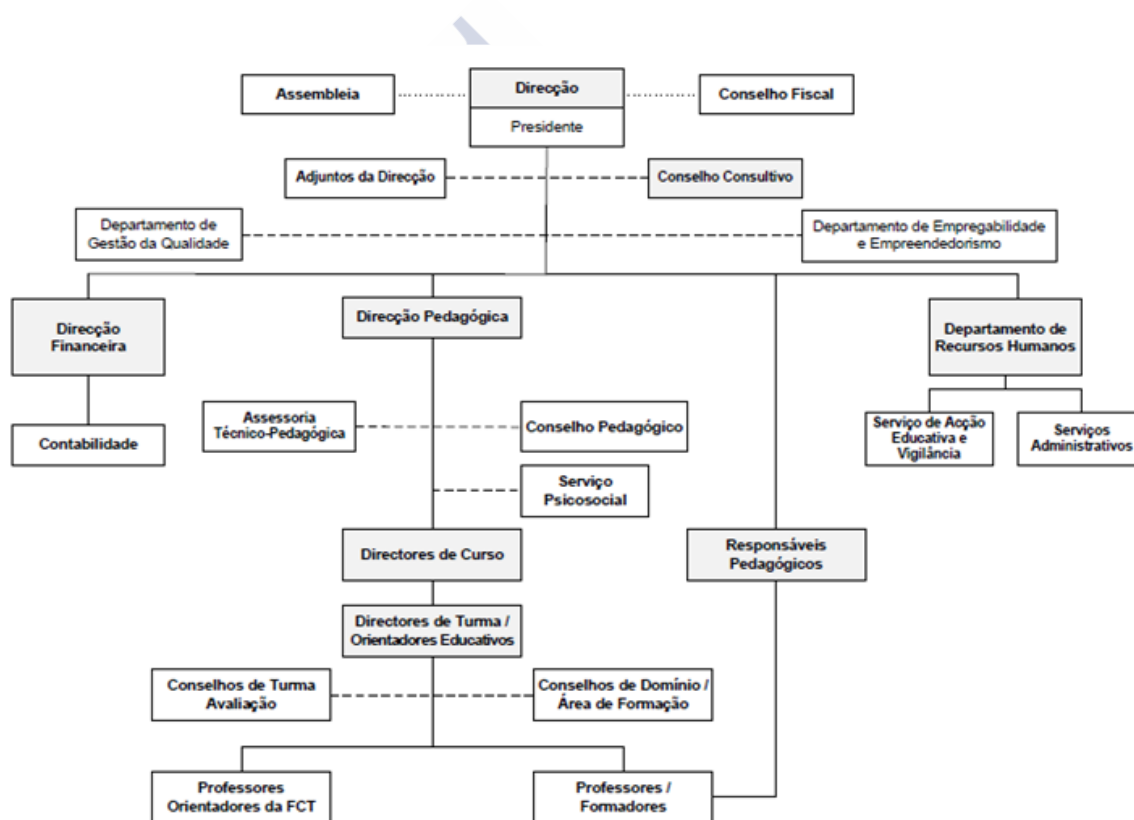 Assembleia
Direcção
Conselho Fiscal
Presidente
Adjuntos da Direcção
Conselho Consultivo
Departamento de
Gestão da Qualidade
Departamento de Empregabilidade
e Empreendedorismo
Direcção
Financeira
Direcção Pedagógica
Departamento de
Recursos Humanos
Contabilidade
Assessoria
Técnico-Pedagógica
Conselho Pedagógico
Serviço de Acção
Educativa e
Vigilância
Serviços
Administrativos
Serviço
Psicosocial
Directores de Curso
Responsáveis
Pedagógicos
Directores de Turma /
Orientadores Educativos
Conselhos de Turma
Avaliação
Conselhos de Domínio /
Área de Formação
Professores
Orientadores da FCT
Professores /
Formadores